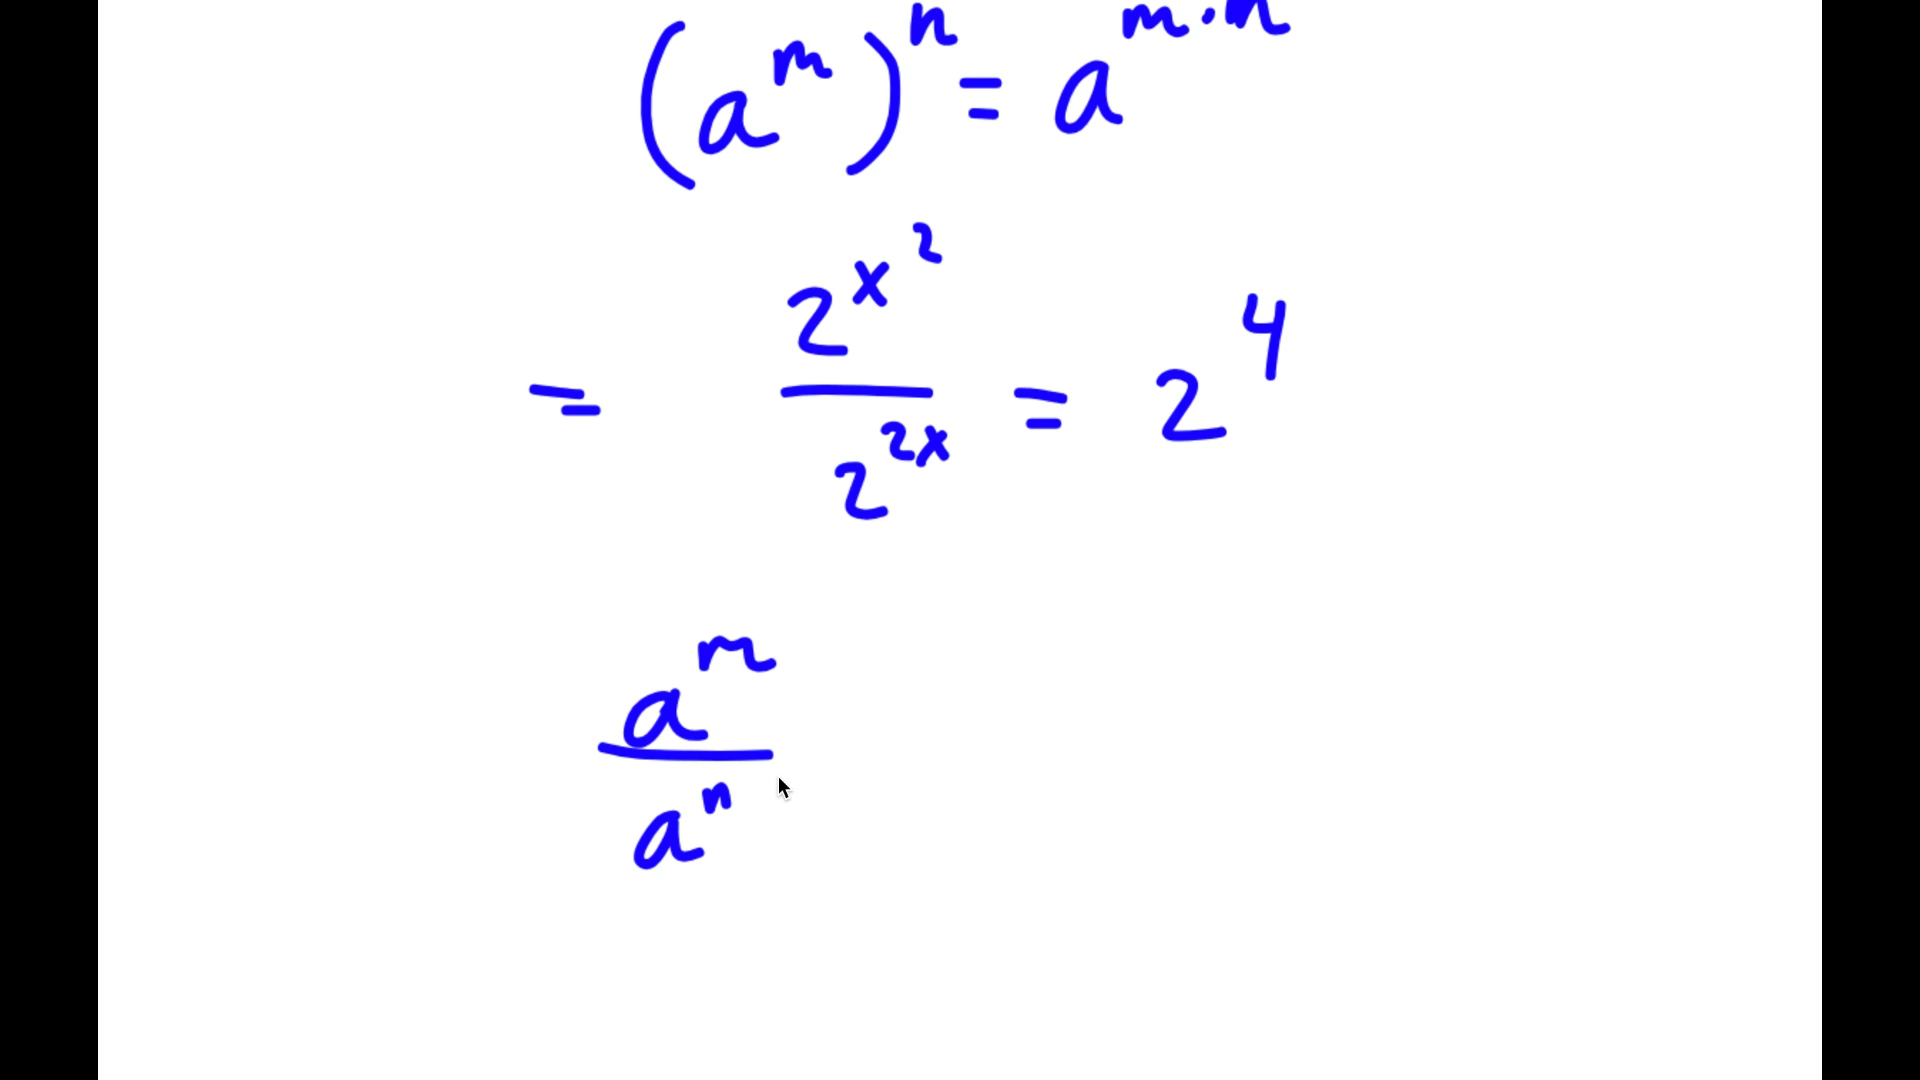 (a^m)^n = a^{m·n}
= 2^{x^2} / 2^{2x} = 2^4
a^m / a^n